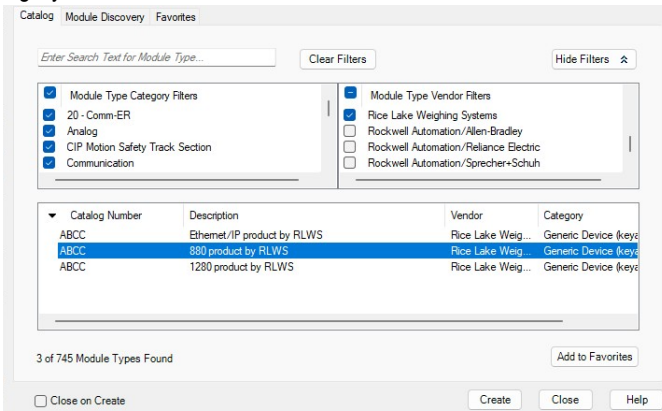 Catalog Module Discovery Favorites
Enter Search Text for Module Type...
Clear Filters
Hide Filters
Module Type Category Filters
20 - Comm-ER
Analog
CIP Motion Safety Track Section
Communication
Module Type Vendor Filters
Rice Lake Weighing Systems
Rockwell Automation/Allen-Bradley
Rockwell Automation/Reliance Electric
Rockwell Automation/Sprecher+Schuh
Catalog Number Description Vendor Category
ABCC Ethernet/IP product by RLWS Rice Lake Weig... Generic Device (keya
ABCC 880 product by RLWS Rice Lake Weig... Generic Device (keya
ABCC 1280 product by RLWS Rice Lake Weig... Generic Device (keya
3 of 745 Module Types Found
Add to Favorites
Close on Create
Create Close Help